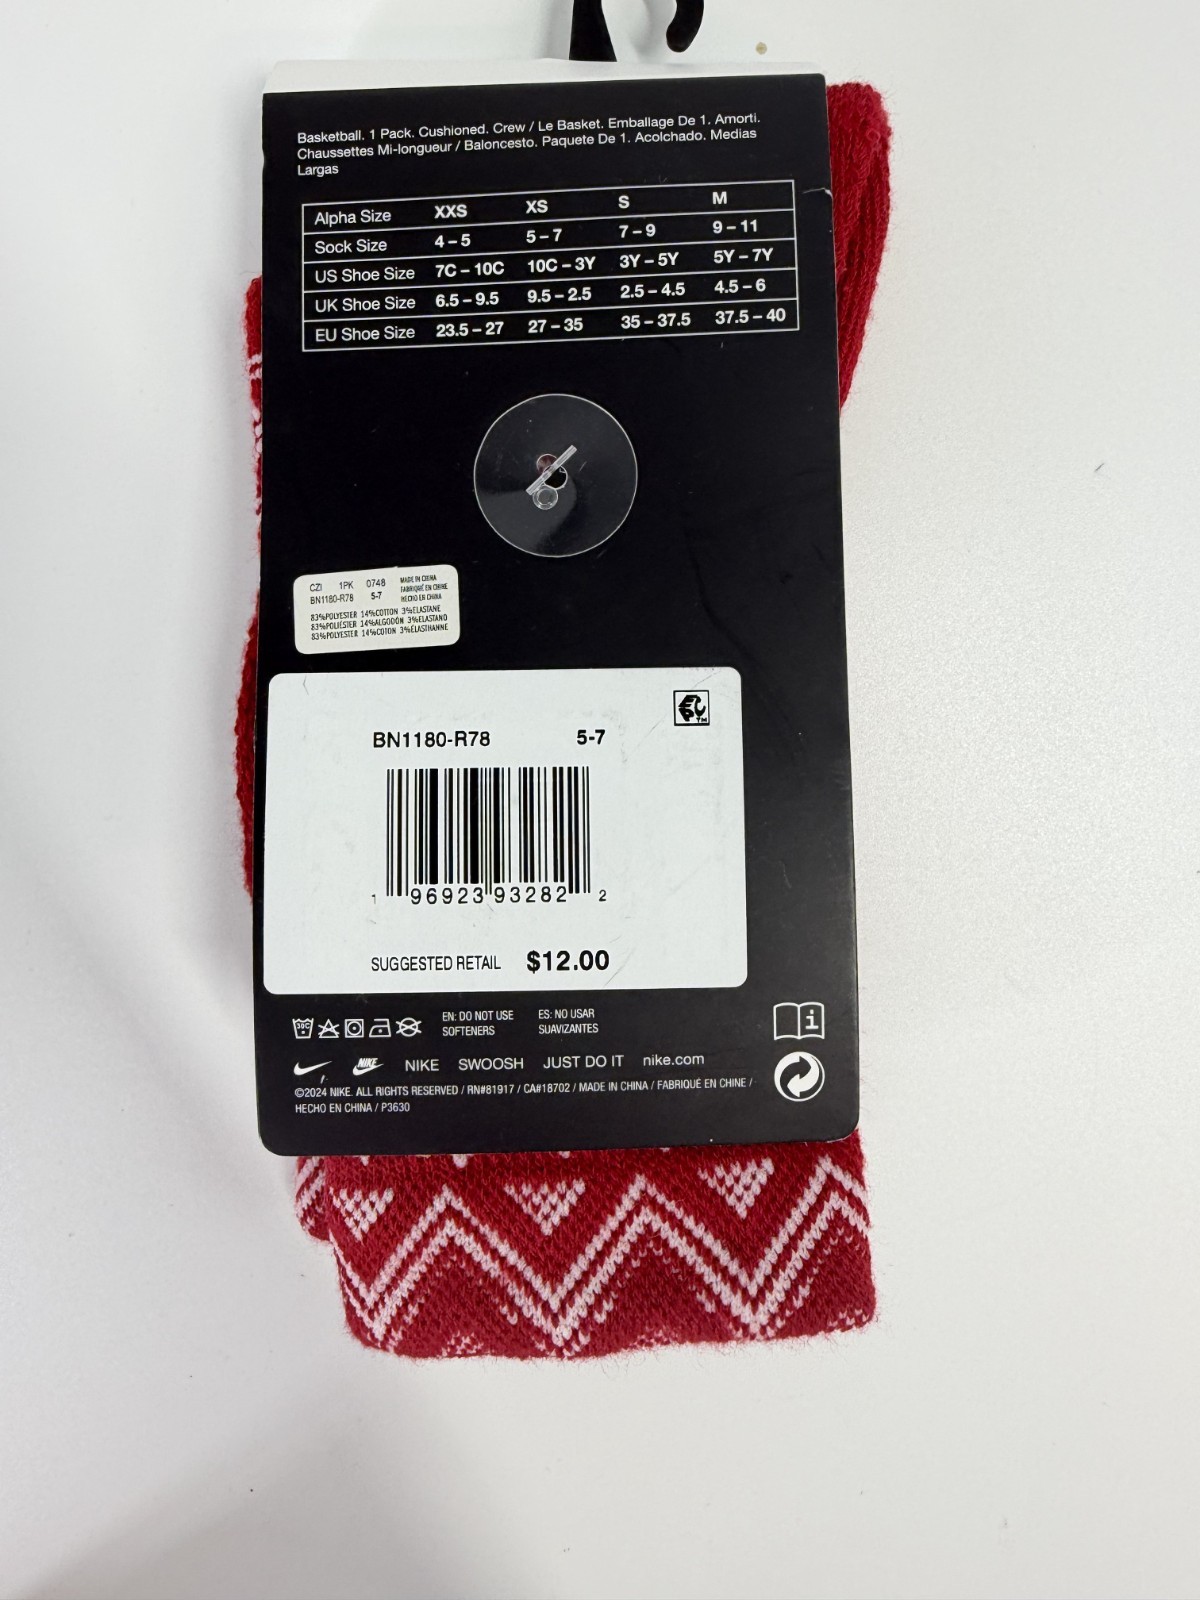 Basketball. 1 Pack. Cushioned. Crew / Le Basket. Emballage De 1. Amorti.
Chaussettes Mi-longueur / Baloncesto. Paquete De 1. Acolchado. Medias
Largas
Alpha Size XXS XS S M
Sock Size 4 – 5 5 – 7 7 – 9 9 – 11
US Shoe Size 7C – 10C 10C – 3Y 3Y – 5Y 5Y – 7Y
UK Shoe Size 6.5 – 9.5 9.5 – 2.5 2.5 – 4.5 4.5 – 6
EU Shoe Size 23.5 – 27 27 – 35 35 – 37.5 37.5 – 40
CZI 1PK 0748 MADE IN CHINA
FABRIQUÉ EN CHINE
BN1180-R78 5-7 HECHO EN CHINA
83%POLYESTER 14%COTTON 3%ELASTANE
83%POLIÉSTER 14%ALGODÓN 3%ELASTANO
83%POLYESTER 14%COTON 3%ÉLASTHANNE
BN1180-R78 5-7
1 96923 93282 2
SUGGESTED RETAIL $12.00
30C EN: DO NOT USE ES: NO USAR
SOFTENERS SUAVIZANTES
NIKE NIKE SWOOSH JUST DO IT nike.com
©2024 NIKE. ALL RIGHTS RESERVED / RN#81917 / CA#18702 / MADE IN CHINA / FABRIQUÉ EN CHINE /
HECHO EN CHINA / P3630